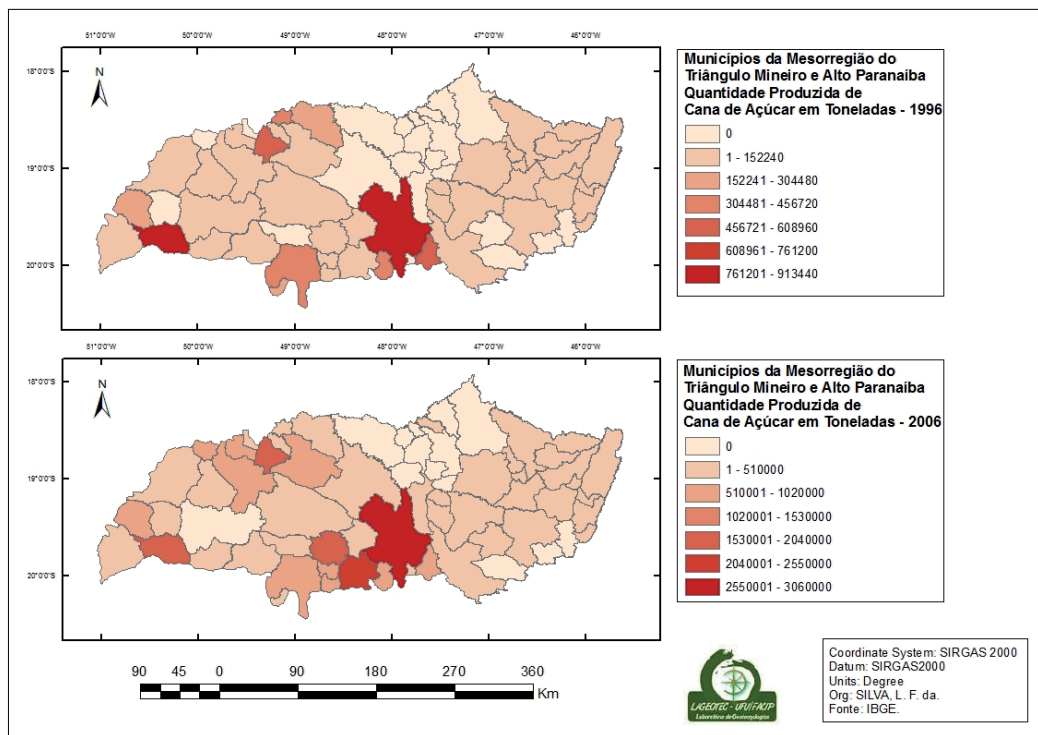 51°0'0"W 50°0'0"W 49°0'0"W 48°0'0"W 47°0'0"W 46°0'0"W
N
18°0'0"S
19°0'0"S
20°0'0"S
Municípios da Mesorregião do
Triângulo Mineiro e Alto Paranaíba
Quantidade Produzida de
Cana de Açúcar em Toneladas - 1996
0
1 - 152240
152241 - 304480
304481 - 456720
456721 - 608960
608961 - 761200
761201 - 913440
51°0'0"W 50°0'0"W 49°0'0"W 48°0'0"W 47°0'0"W 46°0'0"W
N
18°0'0"S
19°0'0"S
20°0'0"S
Municípios da Mesorregião do
Triângulo Mineiro e Alto Paranaíba
Quantidade Produzida de
Cana de Açúcar em Toneladas - 2006
0
1 - 510000
510001 - 1020000
1020001 - 1530000
1530001 - 2040000
2040001 - 2550000
2550001 - 3060000
90 45 0 90 180 270 360
Km
LAGEOTEC - UFU/FACIP
Laboratório de Geotecnologias
Coordinate System: SIRGAS 2000
Datum: SIRGAS2000
Units: Degree
Org: SILVA, L. F. da.
Fonte: IBGE.